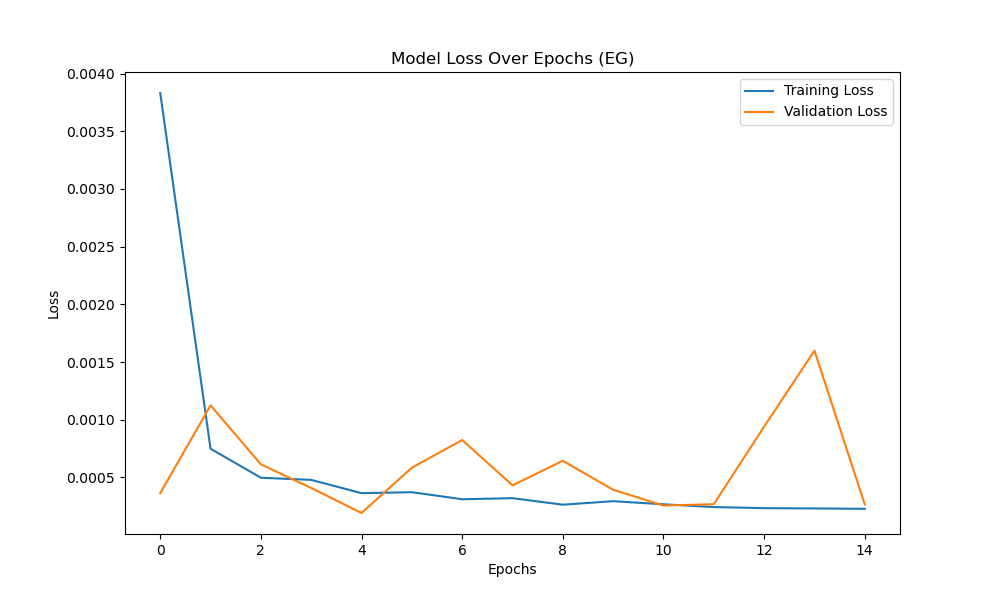 Model Loss Over Epochs (EG)
0.0040
0.0035
0.0030
0.0025
0.0020
0.0015
0.0010
0.0005
Loss
Training Loss
Validation Loss
0 2 4 6 8 10 12 14
Epochs